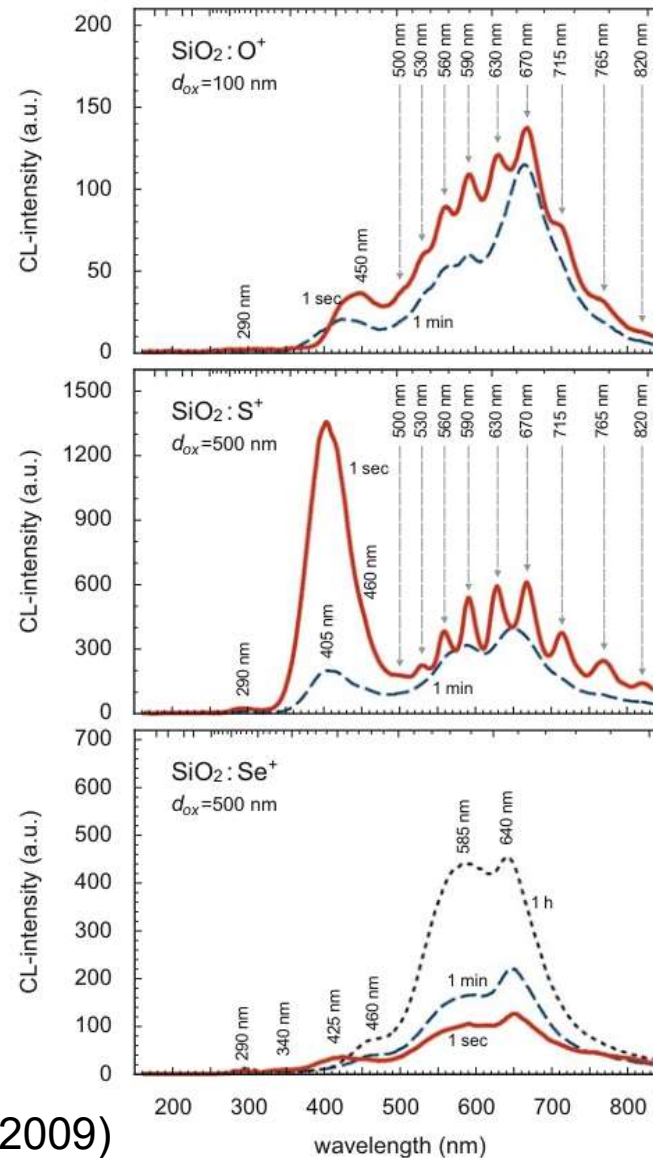 200
150
100
50
0
CL-intensity (a.u.)
SiO2 : O+
dox=100 nm
290 nm
1 sec
450 nm
1 min
500 nm
530 nm
560 nm
590 nm
630 nm
670 nm
715 nm
765 nm
820 nm
1500
1200
900
600
300
0
CL-intensity (a.u.)
SiO2 : S+
dox=500 nm
290 nm
405 nm
1 sec
460 nm
1 min
500 nm
530 nm
560 nm
590 nm
630 nm
670 nm
715 nm
765 nm
820 nm
700
600
500
400
300
200
100
0
CL-intensity (a.u.)
SiO2 : Se+
dox=500 nm
290 nm
340 nm
425 nm
460 nm
585 nm
640 nm
1 h
1 min
1 sec
200 300 400 500 600 700 800
wavelength (nm)
2009)